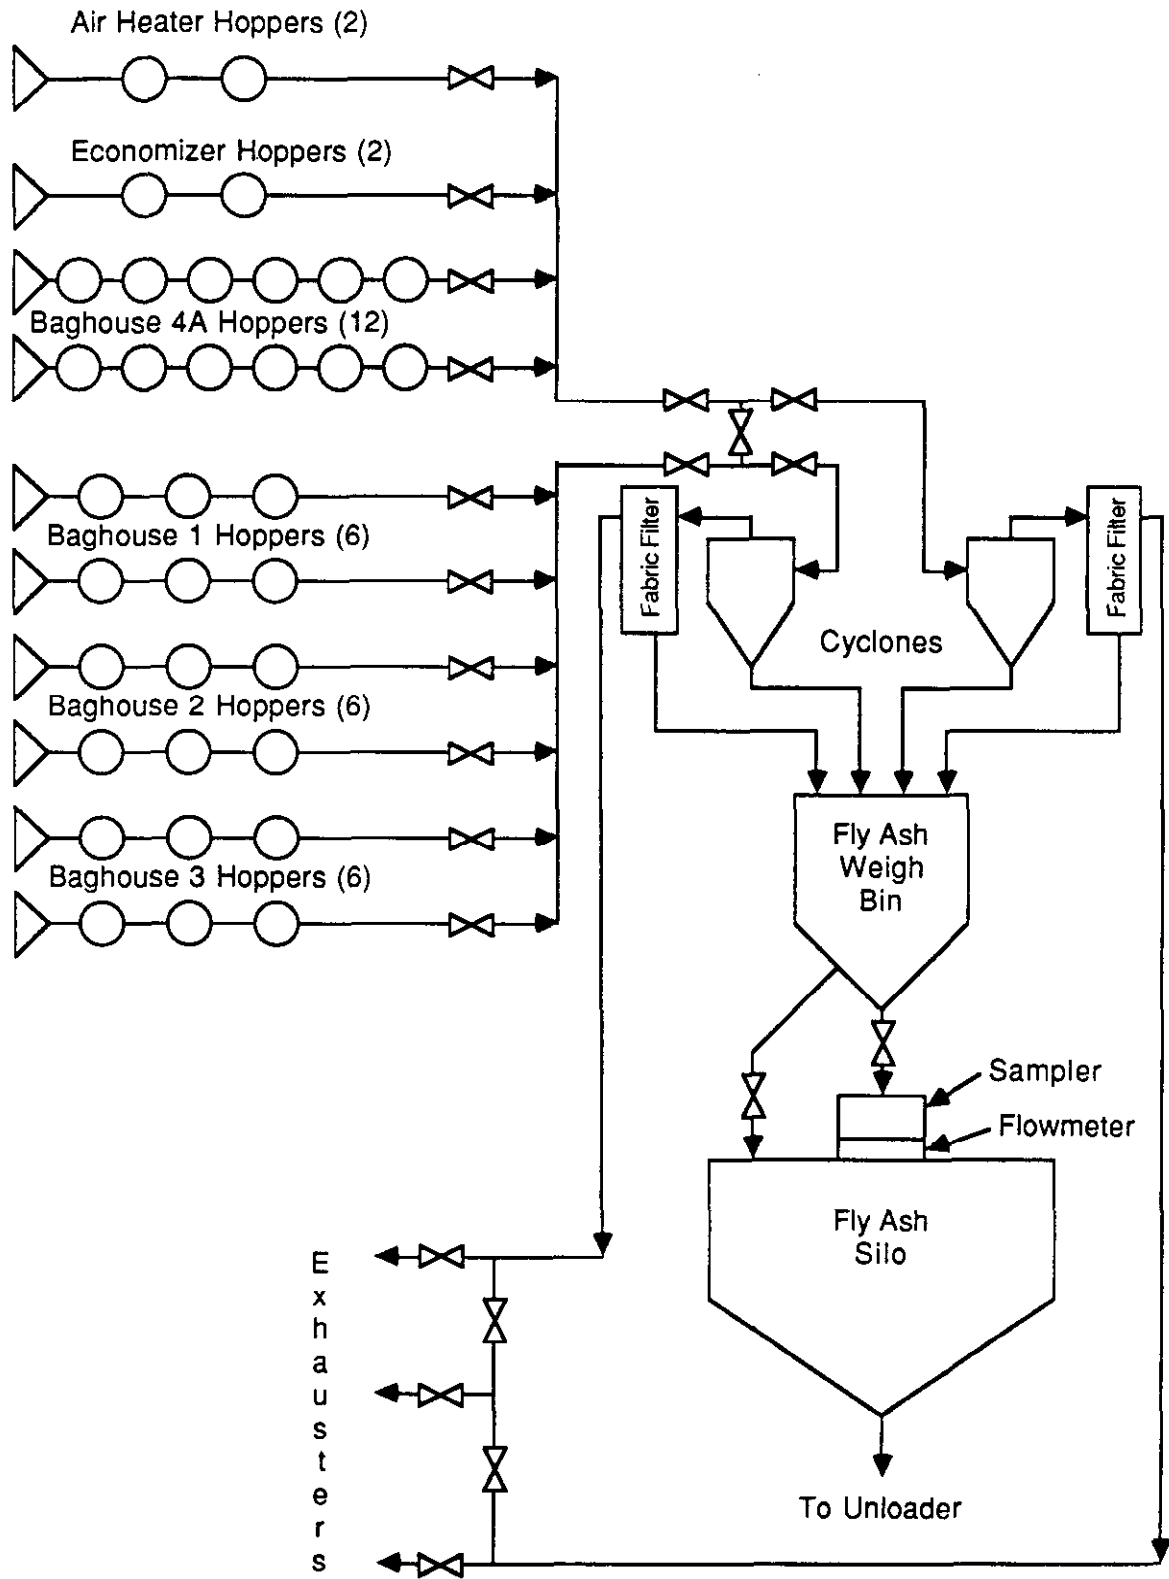 Air Heater Hoppers (2)
Economizer Hoppers (2)
Baghouse 4A Hoppers (12)
Baghouse 1 Hoppers (6)
Baghouse 2 Hoppers (6)
Baghouse 3 Hoppers (6)
Fabric Filter
Fabric Filter
Cyclones
Fly Ash
Weigh
Bin
Sampler
Flowmeter
Fly Ash
Silo
Exhausters
To Unloader